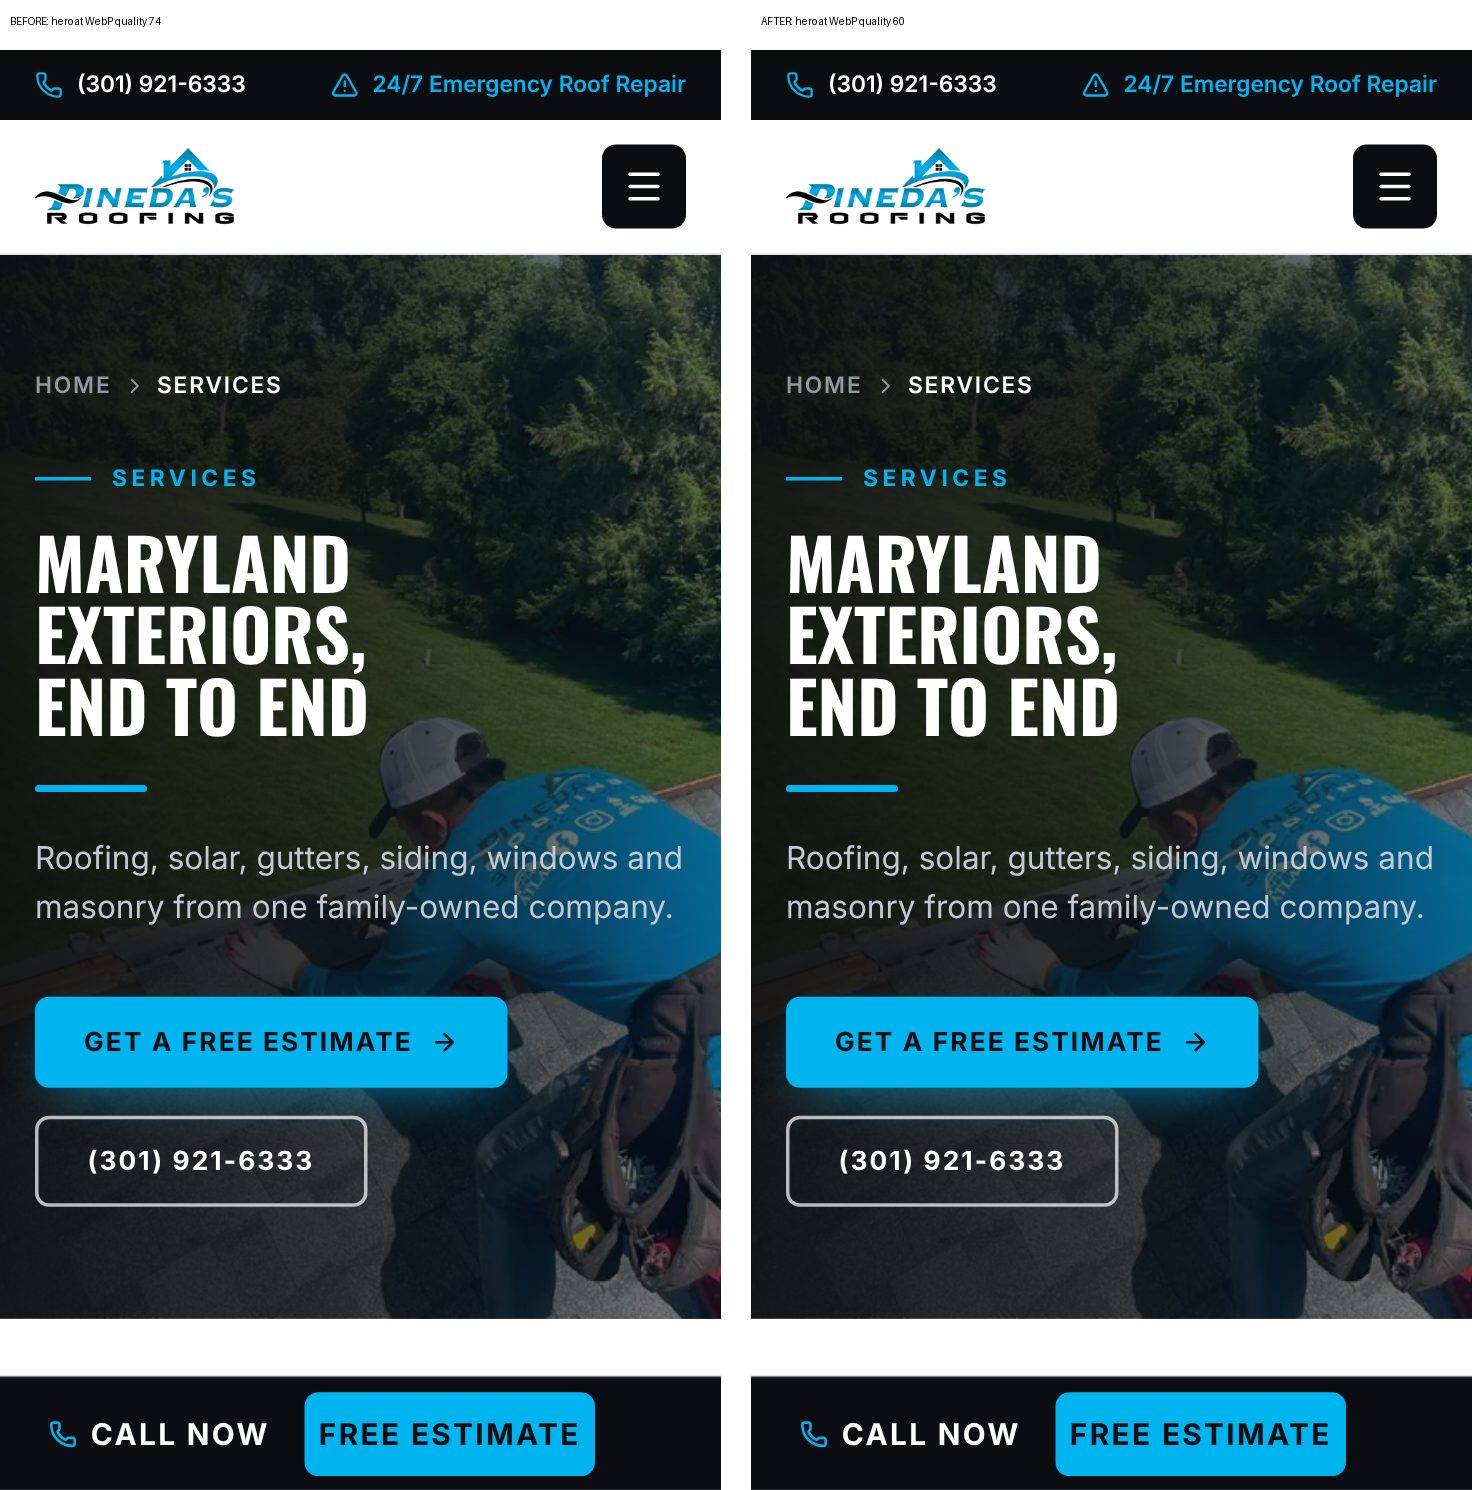 BEFORE: hero at WebP quality 74
(301) 921-6333
24/7 Emergency Roof Repair
PINEDA'S
ROOFING
HOME > SERVICES
SERVICES
MARYLAND
EXTERIORS,
END TO END
Roofing, solar, gutters, siding, windows and
masonry from one family-owned company.
GET A FREE ESTIMATE →
(301) 921-6333
CALL NOW
FREE ESTIMATE
AFTER: hero at WebP quality 60
(301) 921-6333
24/7 Emergency Roof Repair
PINEDA'S
ROOFING
HOME > SERVICES
SERVICES
MARYLAND
EXTERIORS,
END TO END
Roofing, solar, gutters, siding, windows and
masonry from one family-owned company.
GET A FREE ESTIMATE →
(301) 921-6333
CALL NOW
FREE ESTIMATE